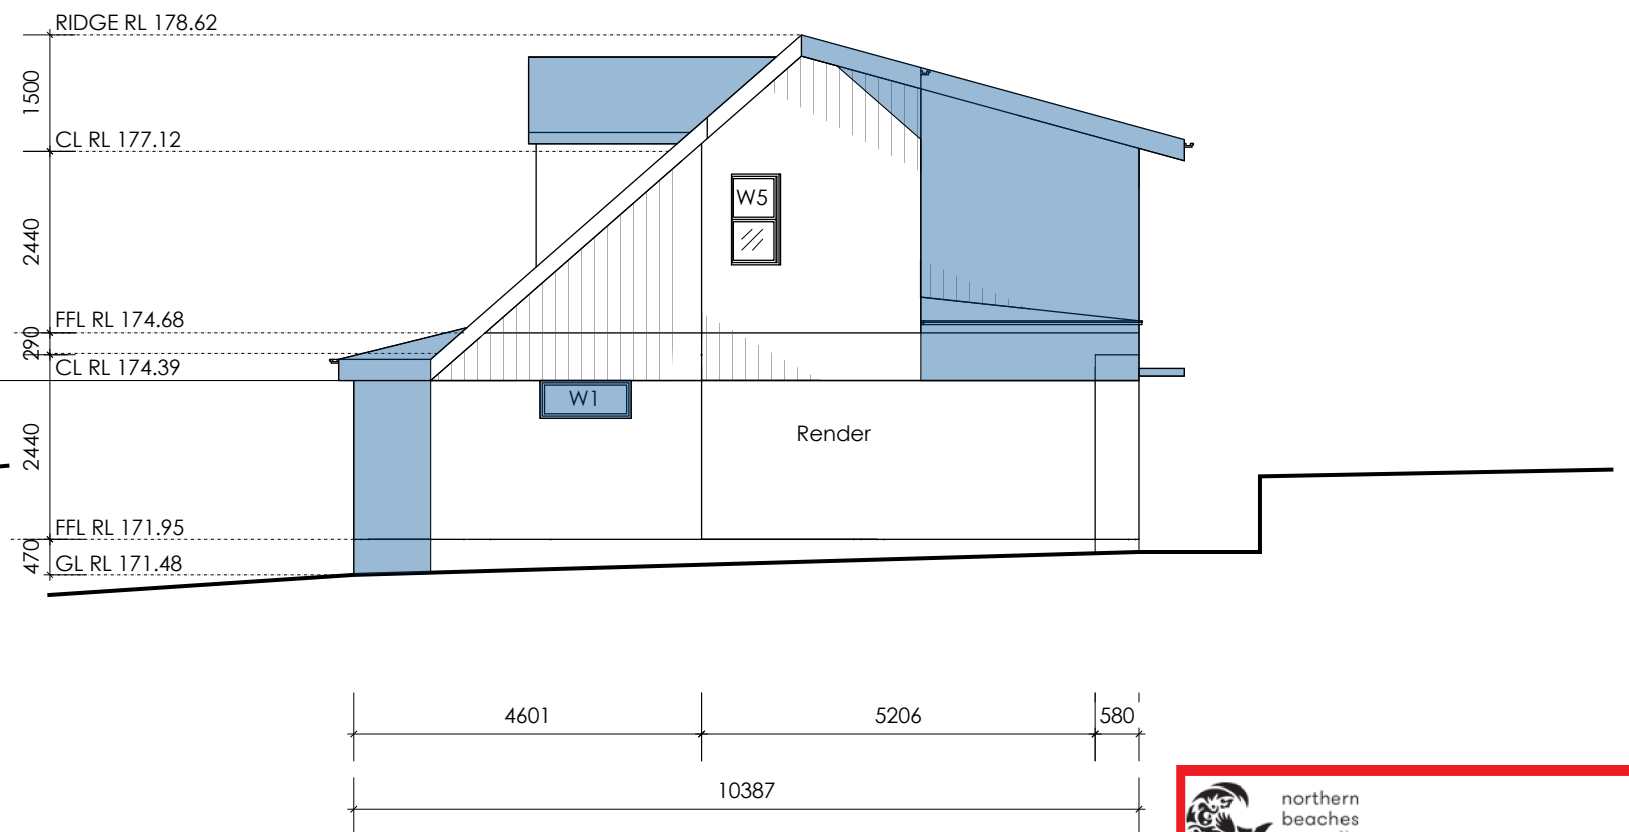 RIDGE RL 178.62
1500
CL RL 177.12
2440
FFL RL 174.68
290
CL RL 174.39
2440
FFL RL 171.95
470
GL RL 171.48
W5
W1
Render
4601
5206
580
10387
northern
beaches